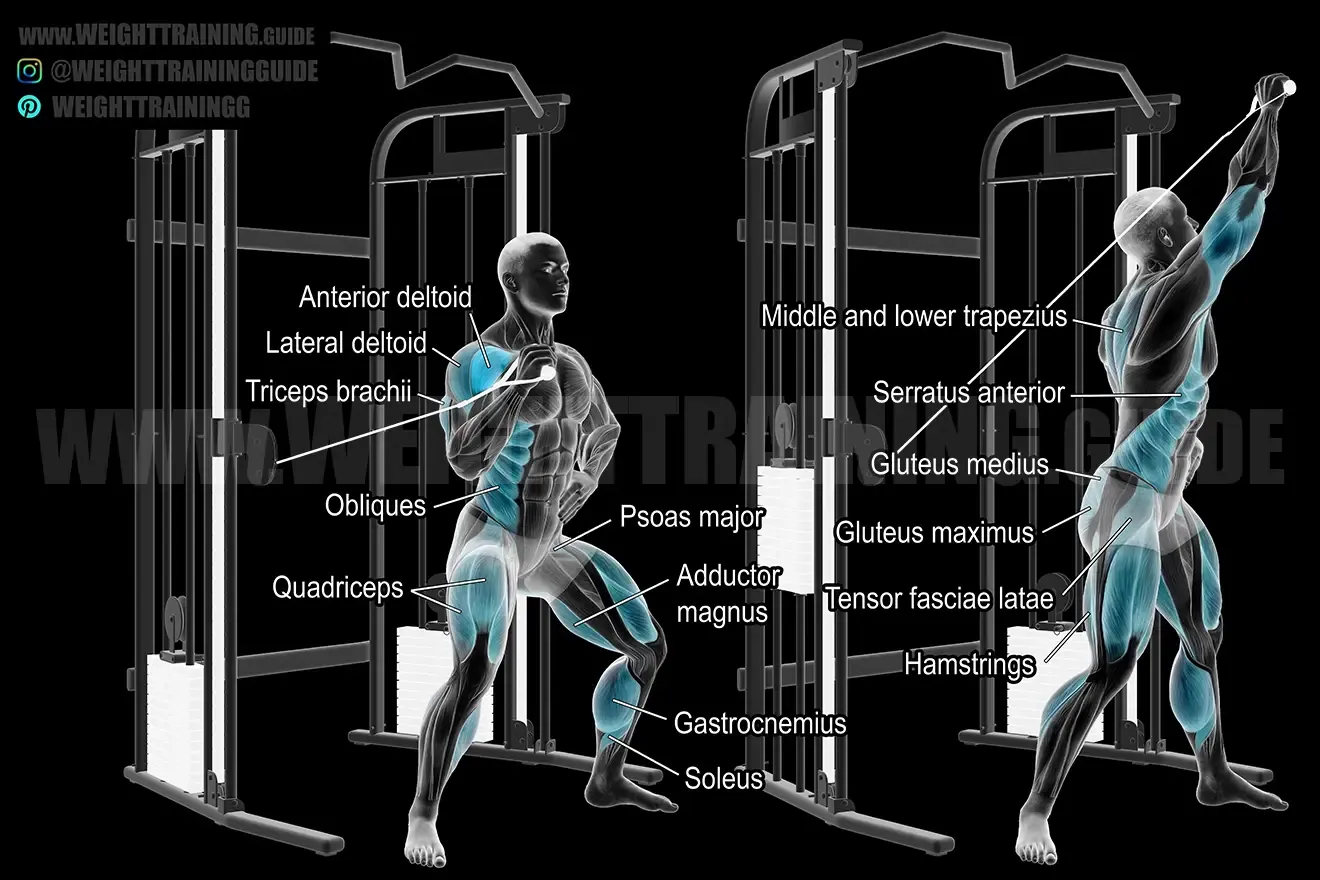 WWW.WEIGHTTRAINING.GUIDE
@WEIGHTTRAININGGUIDE
WEIGHTTRAININGG
Anterior deltoid
Lateral deltoid
Triceps brachii
Obliques
Quadriceps
Psoas major
Adductor
magnus
Gastrocnemius
Soleus
Middle and lower trapezius
Serratus anterior
Gluteus medius
Gluteus maximus
Tensor fasciae latae
Hamstrings
WWW.WEIGHTTRAINING.GUIDE